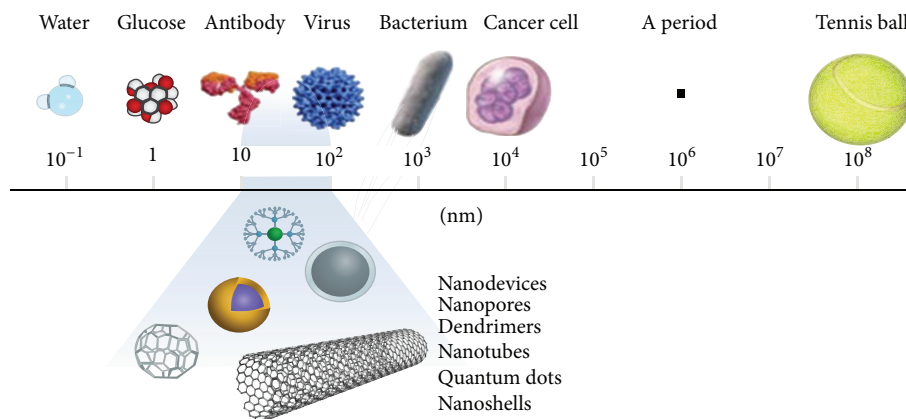 Water Glucose Antibody Virus Bacterium Cancer cell A period Tennis ball
10⁻¹ 1 10 10² 10³ 10⁴ 10⁵ 10⁶ 10⁷ 10⁸
(nm)
Nanodevices
Nanopores
Dendrimers
Nanotubes
Quantum dots
Nanoshells